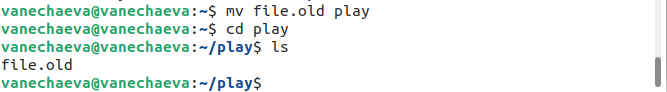 vanechaeva@vanechaeva:~$ mv file.old play
vanechaeva@vanechaeva:~$ cd play
vanechaeva@vanechaeva:~/play$ ls
file.old
vanechaeva@vanechaeva:~/play$